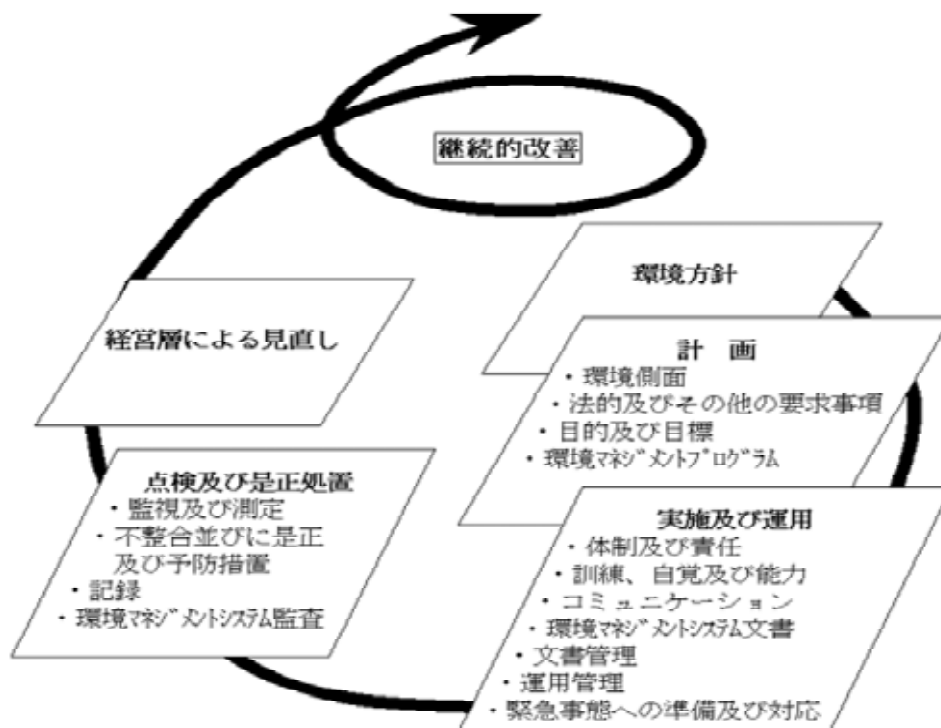 継続的改善
環境方針
計　画
・環境側面
・法的及びその他の要求事項
・目的及び目標
・環境ﾏﾈｼﾞﾒﾝﾄﾌﾟﾛｸﾞﾗﾑ
実施及び運用
・体制及び責任
・訓練、自覚及び能力
・コミュニケーション
・環境ﾏﾈｼﾞﾒﾝﾄｼｽﾃﾑ文書
・文書管理
・運用管理
・緊急事態への準備及び対応
点検及び是正処置
・監視及び測定
・不整合並びに是正
及び予防措置
・記録
・環境ﾏﾈｼﾞﾒﾝﾄｼｽﾃﾑ監査
経営層による見直し